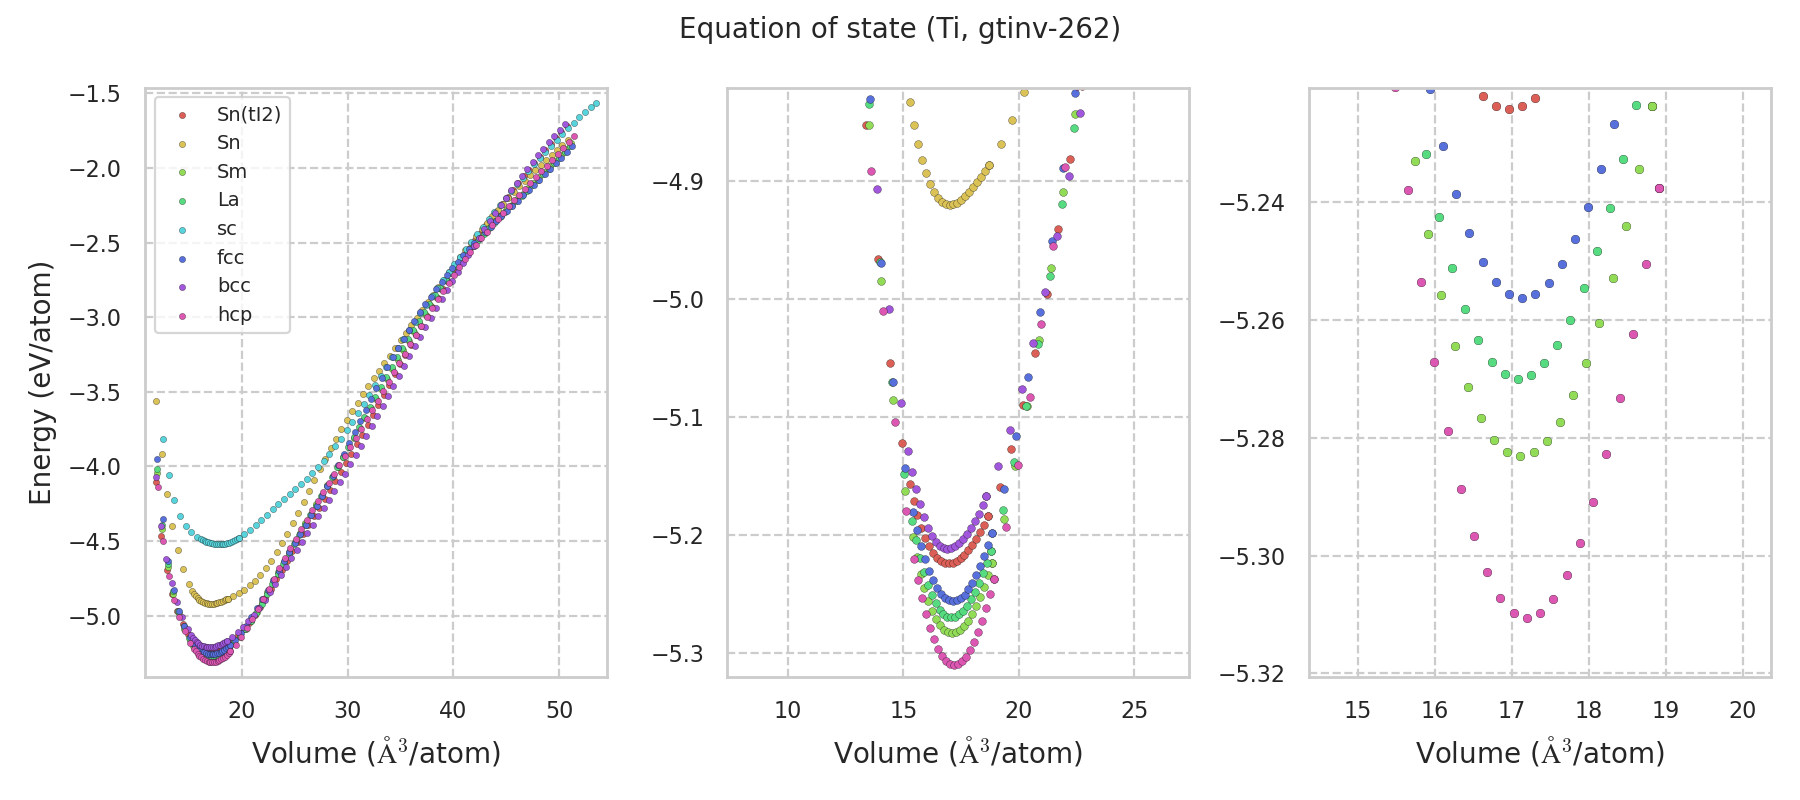 Equation of state (Ti, gtinv-262)
Energy (eV/atom)
−1.5
−2.0
−2.5
−3.0
−3.5
−4.0
−4.5
−5.0
Sn(tI2)
Sn
Sm
La
sc
fcc
bcc
hcp
20 30 40 50
Volume (Å³/atom)
−4.9
−5.0
−5.1
−5.2
−5.3
10 15 20 25
Volume (Å³/atom)
−5.24
−5.26
−5.28
−5.30
−5.32
15 16 17 18 19 20
Volume (Å³/atom)